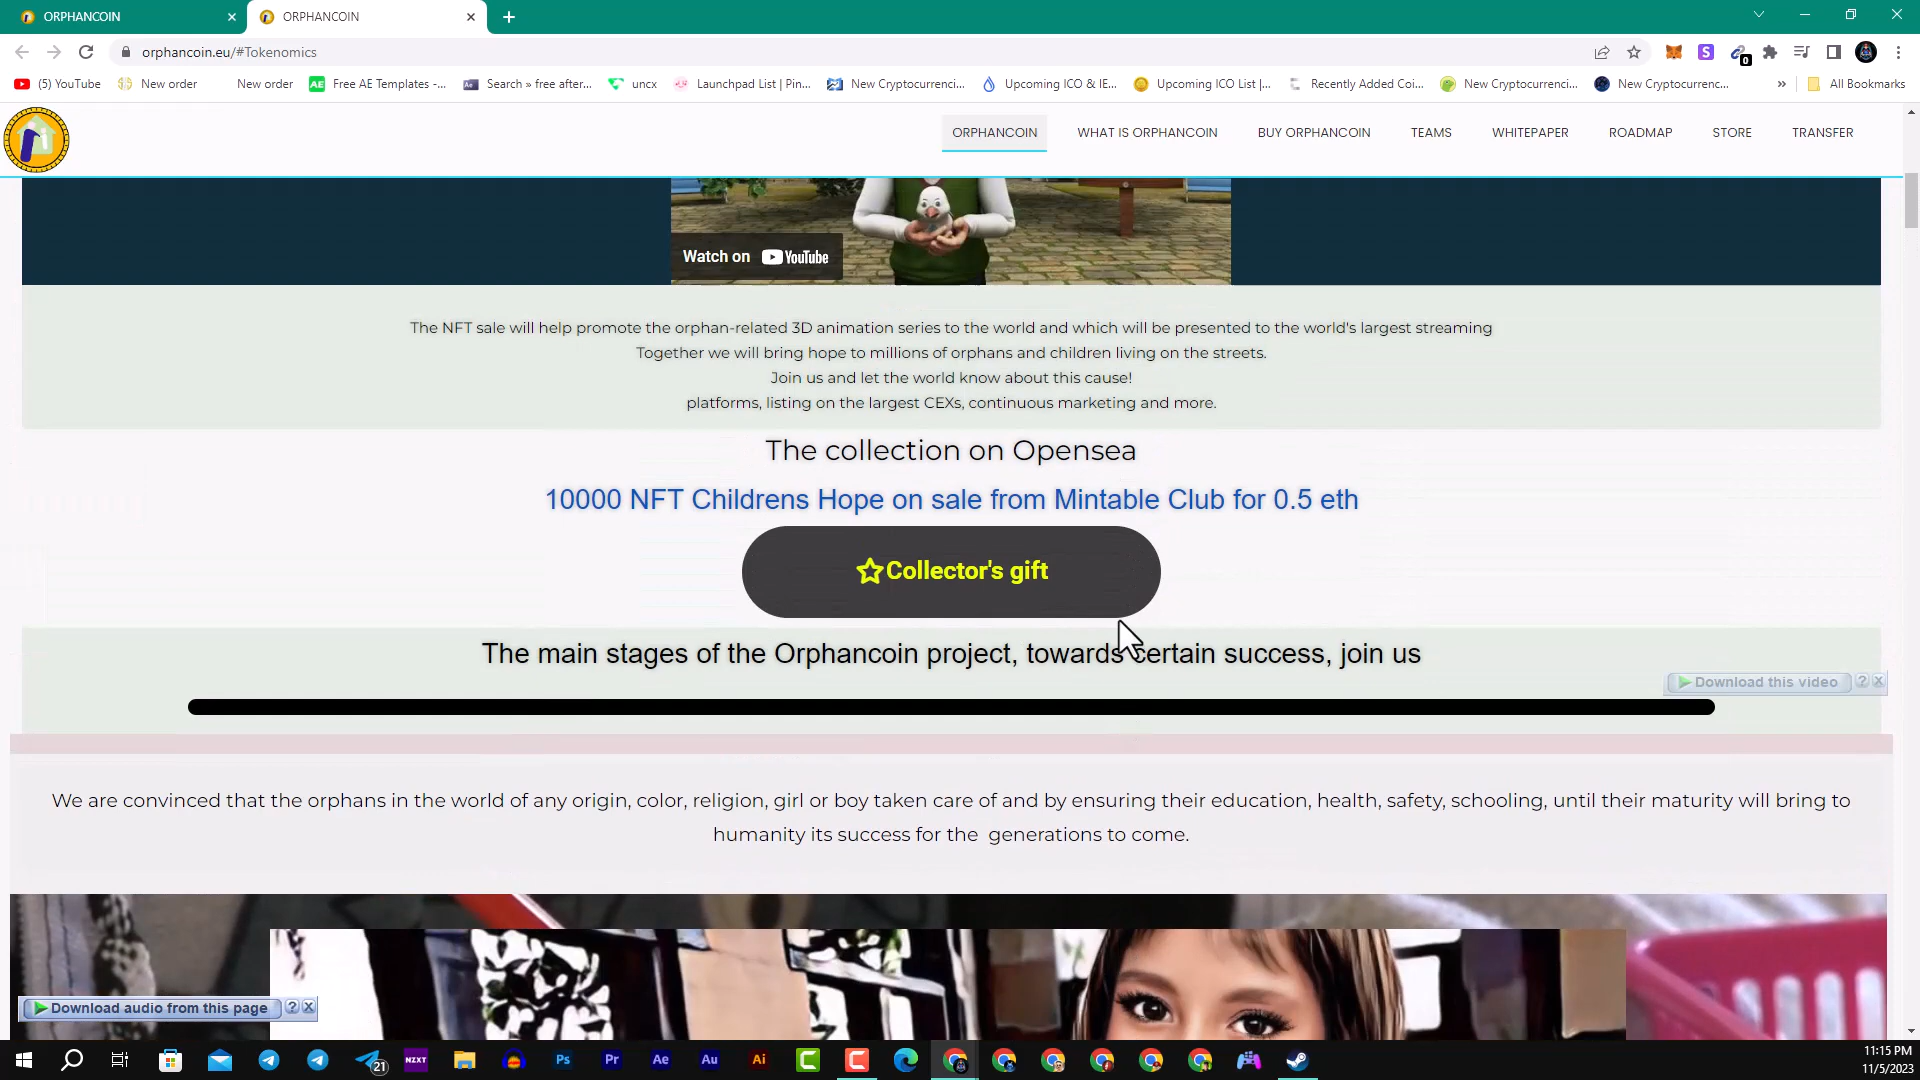 ORPHANCOIN
ORPHANCOIN
orphancoin.eu/#Tokenomics
0
(5) YouTube
New order
New order
AE
Free AE Templates -...
Ae
Search » free after...
uncx
Launchpad List | Pin...
New Cryptocurrenci...
Upcoming ICO & IE...
Upcoming ICO List |...
Recently Added Coi...
New Cryptocurrenci...
New Cryptocurrenc...
»
All Bookmarks
ORPHANCOIN
WHAT IS ORPHANCOIN
BUY ORPHANCOIN
TEAMS
WHITEPAPER
ROADMAP
STORE
TRANSFER
Watch on YouTube
The NFT sale will help promote the orphan-related 3D animation series to the world and which will be presented to the world's largest streaming
Together we will bring hope to millions of orphans and children living on the streets.
Join us and let the world know about this cause!
platforms, listing on the largest CEXs, continuous marketing and more.
The collection on Opensea
10000 NFT Childrens Hope on sale from Mintable Club for 0.5 eth
Collector's gift
The main stages of the Orphancoin project, towards certain success, join us
Download this video
?
X
We are convinced that the orphans in the world of any origin, color, religion, girl or boy taken care of and by ensuring their education, health, safety, schooling, until their maturity will bring to
humanity its success for the generations to come.
Download audio from this page
?
X
21
NZXT
Ps
Pr
Ae
Au
Ai
11:15 PM
11/5/2023